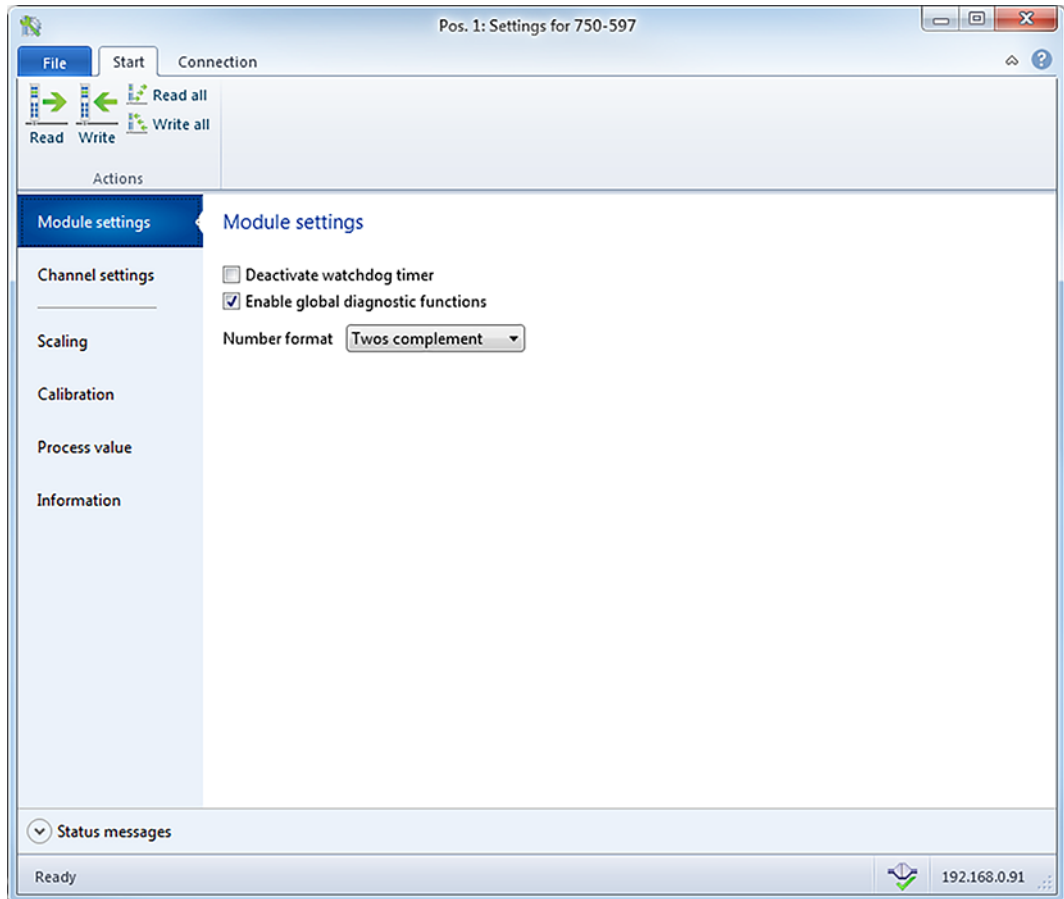 Pos. 1: Settings for 750-597
File Start Connection
Read Write Read all
Write all
Actions
Module settings
Channel settings
Scaling
Calibration
Process value
Information
Module settings
Deactivate watchdog timer
Enable global diagnostic functions
Number format Twos complement
Status messages
Ready 192.168.0.91